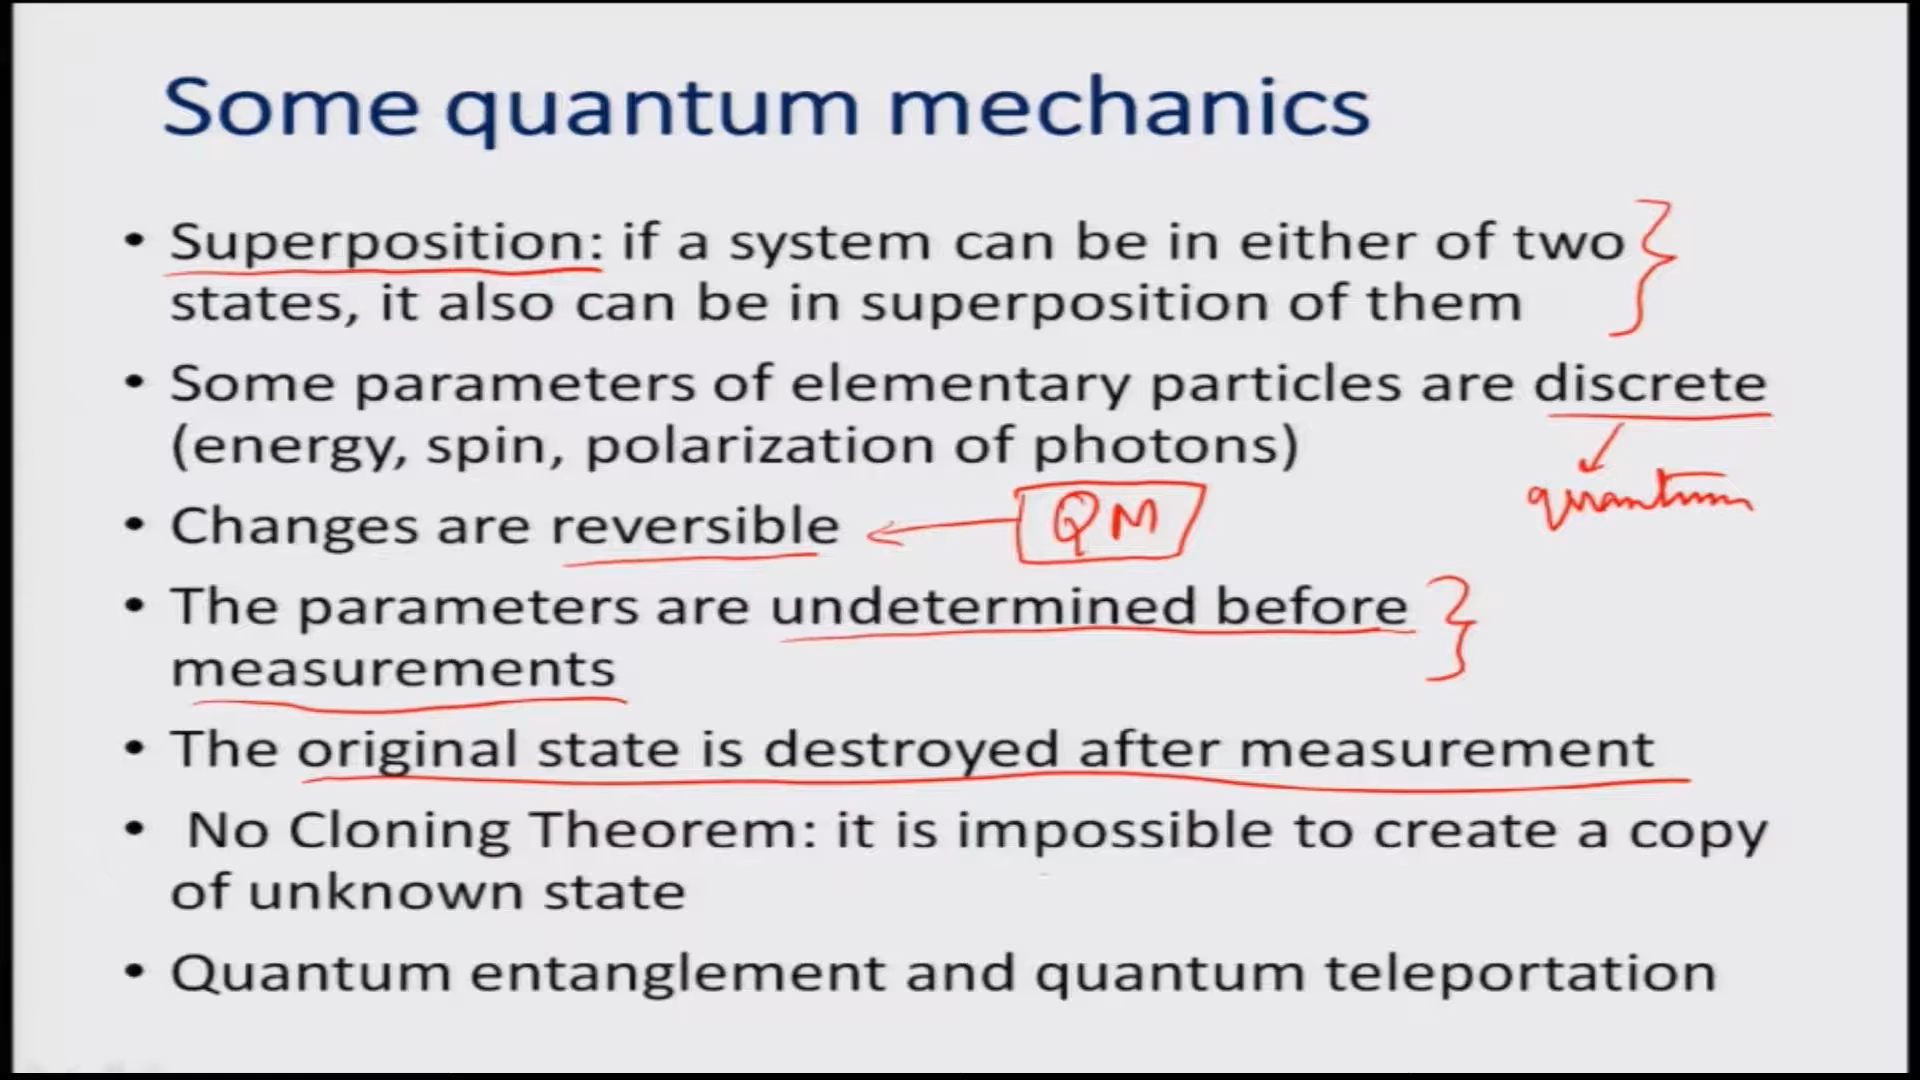 Some quantum mechanics
• Superposition: if a system can be in either of two
states, it also can be in superposition of them
• Some parameters of elementary particles are discrete
(energy, spin, polarization of photons)
quantum
• Changes are reversible QM
• The parameters are undetermined before
measurements
• The original state is destroyed after measurement
• No Cloning Theorem: it is impossible to create a copy
of unknown state
• Quantum entanglement and quantum teleportation